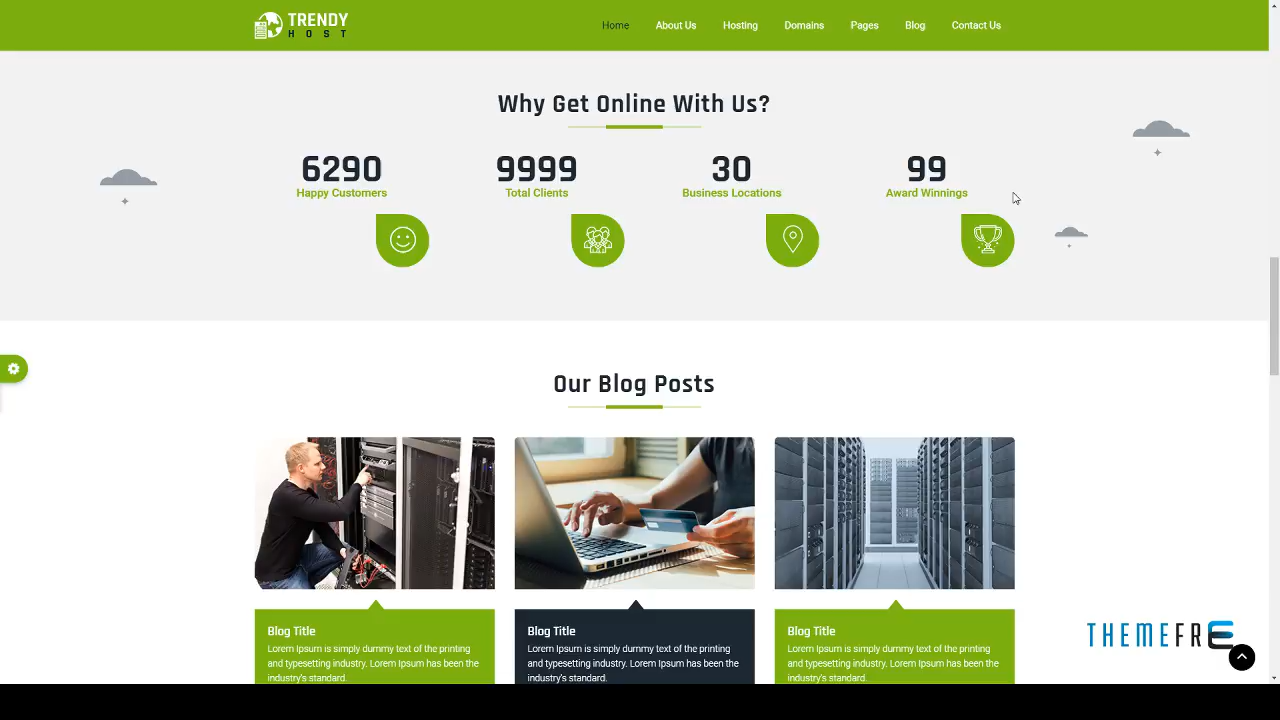 TRENDY
HOST
Home About Us Hosting Domains Pages Blog Contact Us
Why Get Online With Us?
6290 9999 30 99
Happy Customers Total Clients Business Locations Award Winnings
Our Blog Posts
Blog Title
Lorem Ipsum is simply dummy text of the printing
and typesetting industry. Lorem Ipsum has been the
industry's standard.
Blog Title
Lorem Ipsum is simply dummy text of the printing
and typesetting industry. Lorem Ipsum has been the
industry's standard.
Blog Title
Lorem Ipsum is simply dummy text of the printing
and typesetting industry. Lorem Ipsum has been the
industry's standard.
THEMEFRE